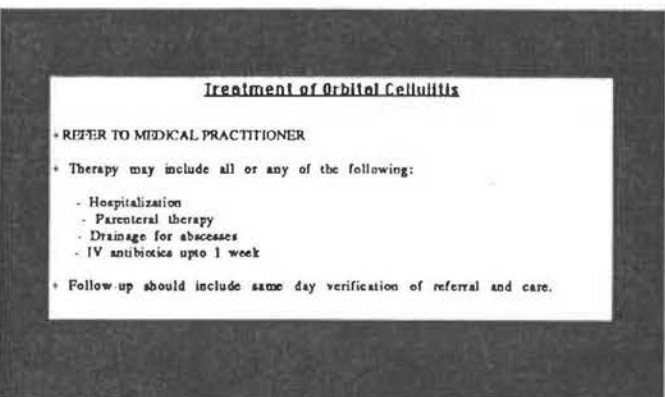 Treatment of Orbital Cellulitis
+ REFER TO MEDICAL PRACTITIONER
+ Therapy may include all or any of the following:
- Hospitalization
- Parenteral therapy
- Drainage for abscesses
- IV antibiotics upto 1 week
+ Follow-up should include same day verification of referral and care.